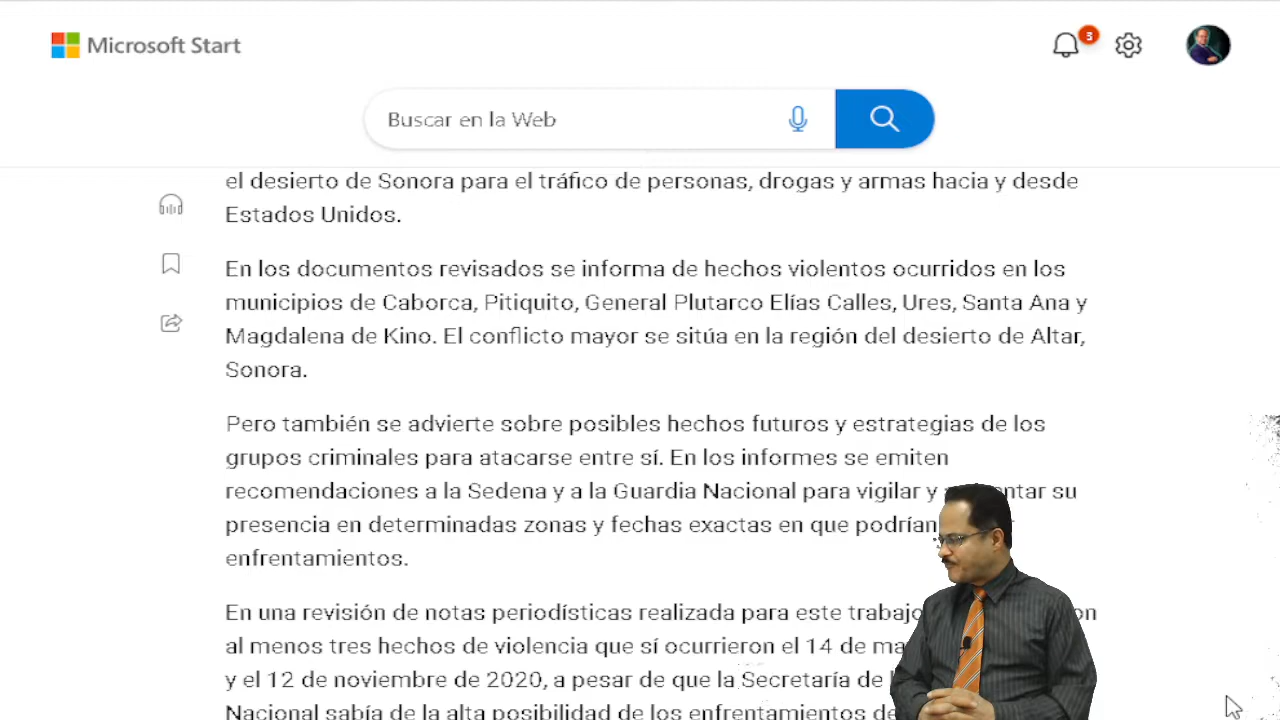 Microsoft Start
3
Buscar en la Web
el desierto de Sonora para el tráfico de personas, drogas y armas hacia y desde
Estados Unidos.
En los documentos revisados se informa de hechos violentos ocurridos en los
municipios de Caborca, Pitiquito, General Plutarco Elías Calles, Ures, Santa Ana y
Magdalena de Kino. El conflicto mayor se sitúa en la región del desierto de Altar,
Sonora.
Pero también se advierte sobre posibles hechos futuros y estrategias de los
grupos criminales para atacarse entre sí. En los informes se emiten
recomendaciones a la Sedena y a la Guardia Nacional para vigilar y su
presencia en determinadas zonas y fechas exactas en que podrían
enfrentamientos.
En una revisión de notas periodísticas realizada para este trabajo
al menos tres hechos de violencia que sí ocurrieron el 14 de
y el 12 de noviembre de 2020, a pesar de que la Secretaría de
Nacional sabía de la alta posibilidad de los enfrentamientos